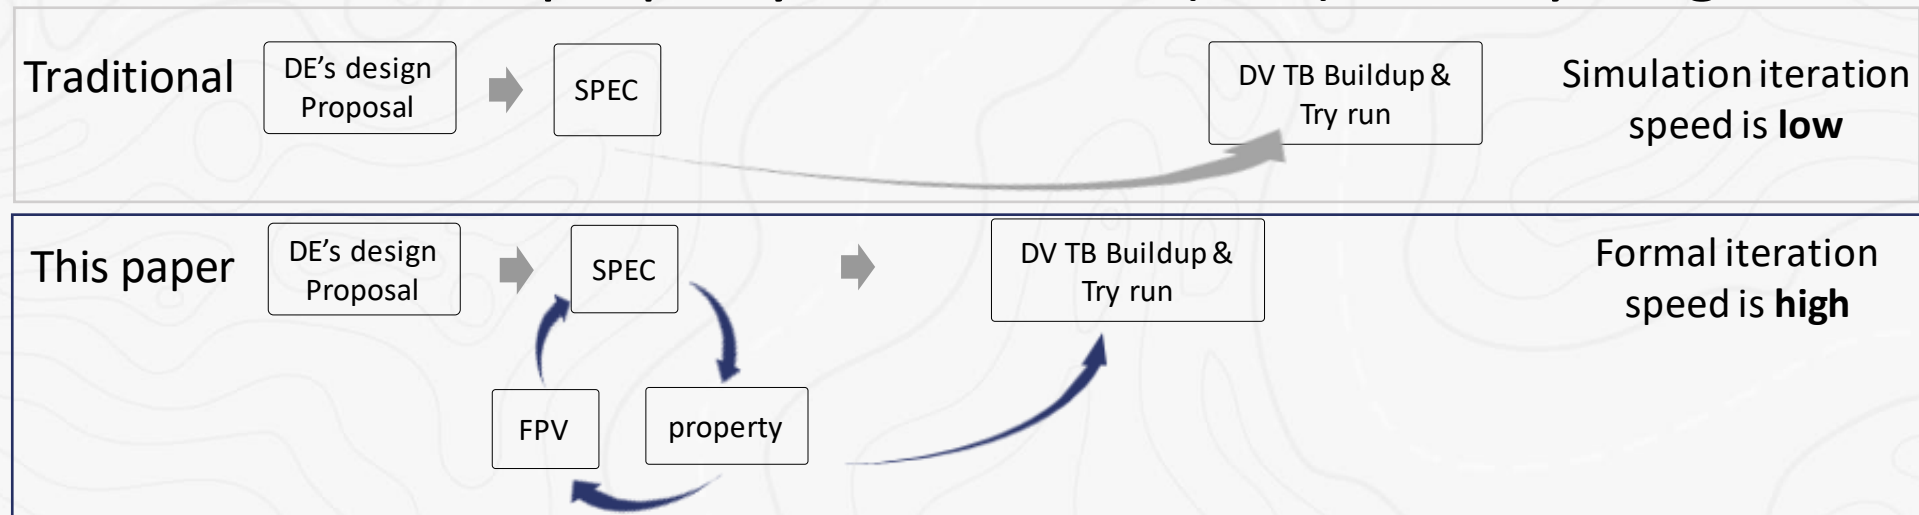 Traditional
DE's design
Proposal
SPEC
DV TB Buildup &
Try run
Simulation iteration
speed is low
This paper
DE's design
Proposal
SPEC
DV TB Buildup &
Try run
Formal iteration
speed is high
FPV
property